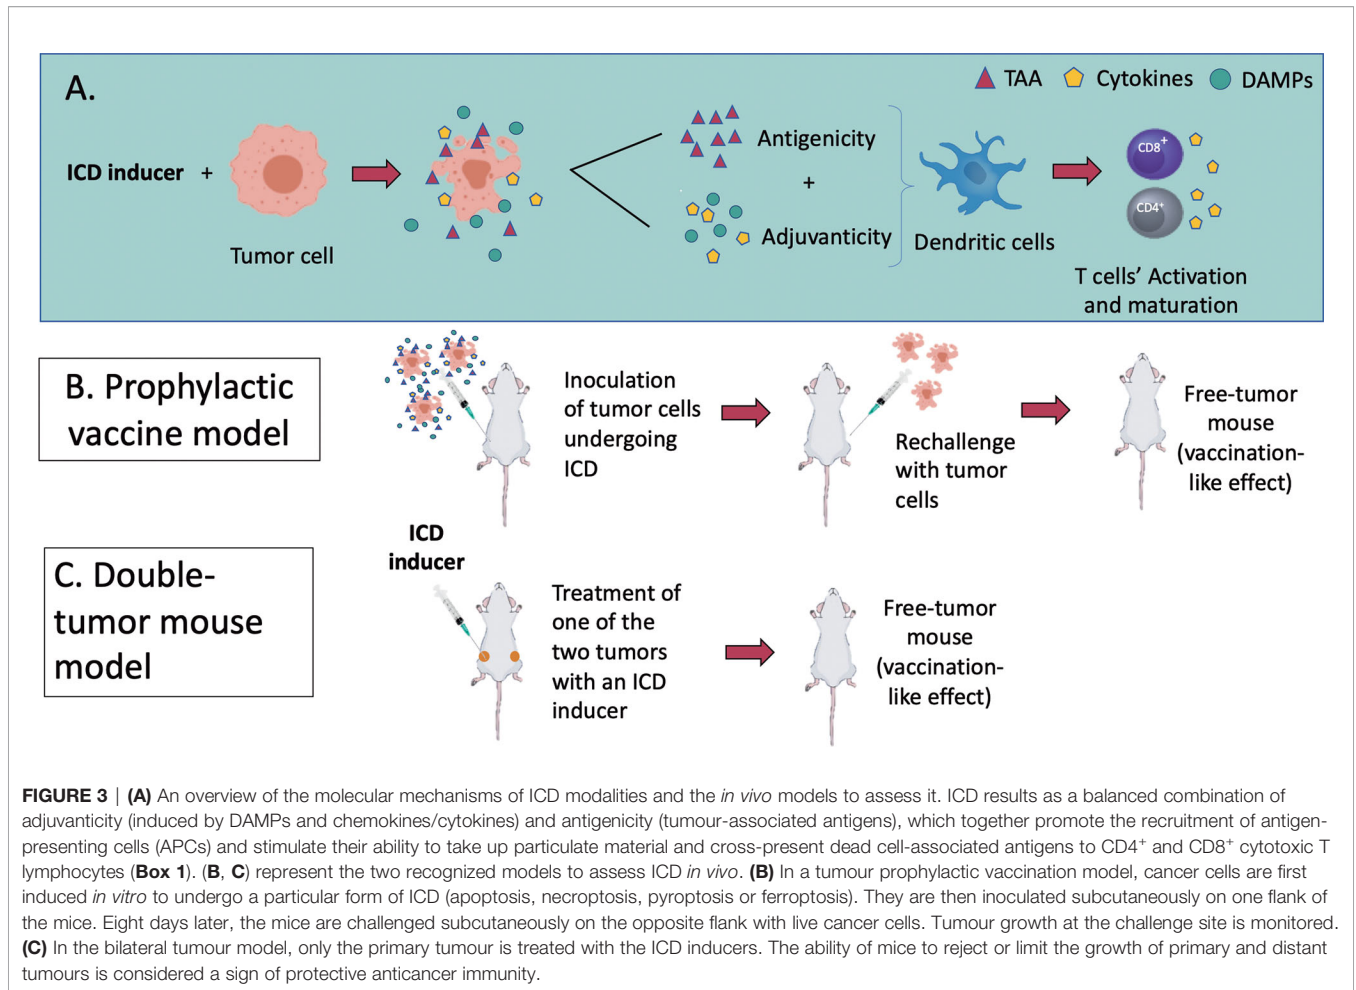 A.
TAA
Cytokines
DAMPs
ICD inducer +
Tumor cell
Antigenicity
+
Adjuvanticity
Dendritic cells
CD8+
CD4+
T cells’ Activation
and maturation
B. Prophylactic
vaccine model
Inoculation
of tumor cells
undergoing
ICD
Rechallenge
with tumor
cells
Free-tumor
mouse
(vaccination-
like effect)
C. Double-
tumor mouse
model
ICD
inducer
Treatment of
one of the
two tumors
with an ICD
inducer
Free-tumor
mouse
(vaccination-
like effect)
FIGURE 3 | (A) An overview of the molecular mechanisms of ICD modalities and the in vivo models to assess it. ICD results as a balanced combination of
adjuvanticity (induced by DAMPs and chemokines/cytokines) and antigenicity (tumour-associated antigens), which together promote the recruitment of antigen-
presenting cells (APCs) and stimulate their ability to take up particulate material and cross-present dead cell-associated antigens to CD4+ and CD8+ cytotoxic T
lymphocytes (Box 1). (B, C) represent the two recognized models to assess ICD in vivo. (B) In a tumour prophylactic vaccination model, cancer cells are first
induced in vitro to undergo a particular form of ICD (apoptosis, necroptosis, pyroptosis or ferroptosis). They are then inoculated subcutaneously on one flank of
the mice. Eight days later, the mice are challenged subcutaneously on the opposite flank with live cancer cells. Tumour growth at the challenge site is monitored.
(C) In the bilateral tumour model, only the primary tumour is treated with the ICD inducers. The ability of mice to reject or limit the growth of primary and distant
tumours is considered a sign of protective anticancer immunity.